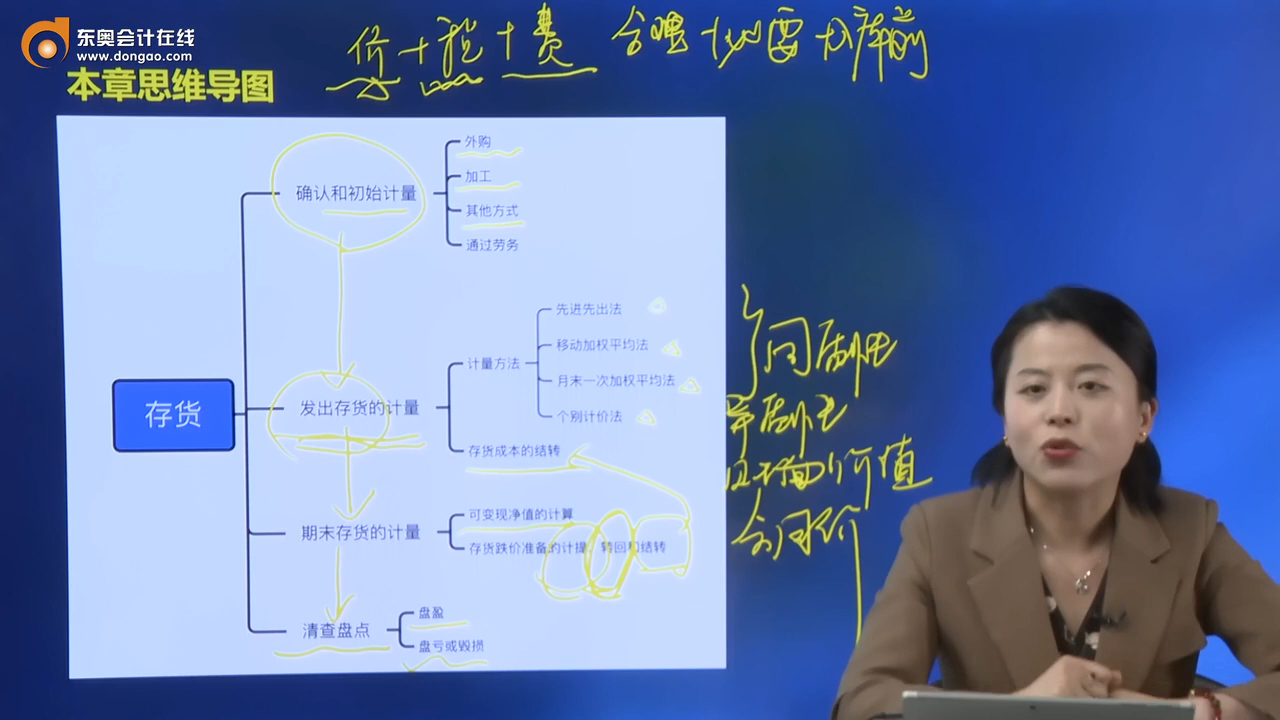 东奥会计在线
www.dongao.com
价+税+费 合理 必要 入库前
本章思维导图
存货
确认和初始计量
外购
加工
其他方式
通过劳务
发出存货的计量
计量方法
先进先出法
移动加权平均法
月末一次加权平均法
个别计价法
存货成本的结转
期末存货的计量
可变现净值的计算
存货跌价准备的计提、转回和结转
清查盘点
盘盈
盘亏或毁损
同
价值
合同价